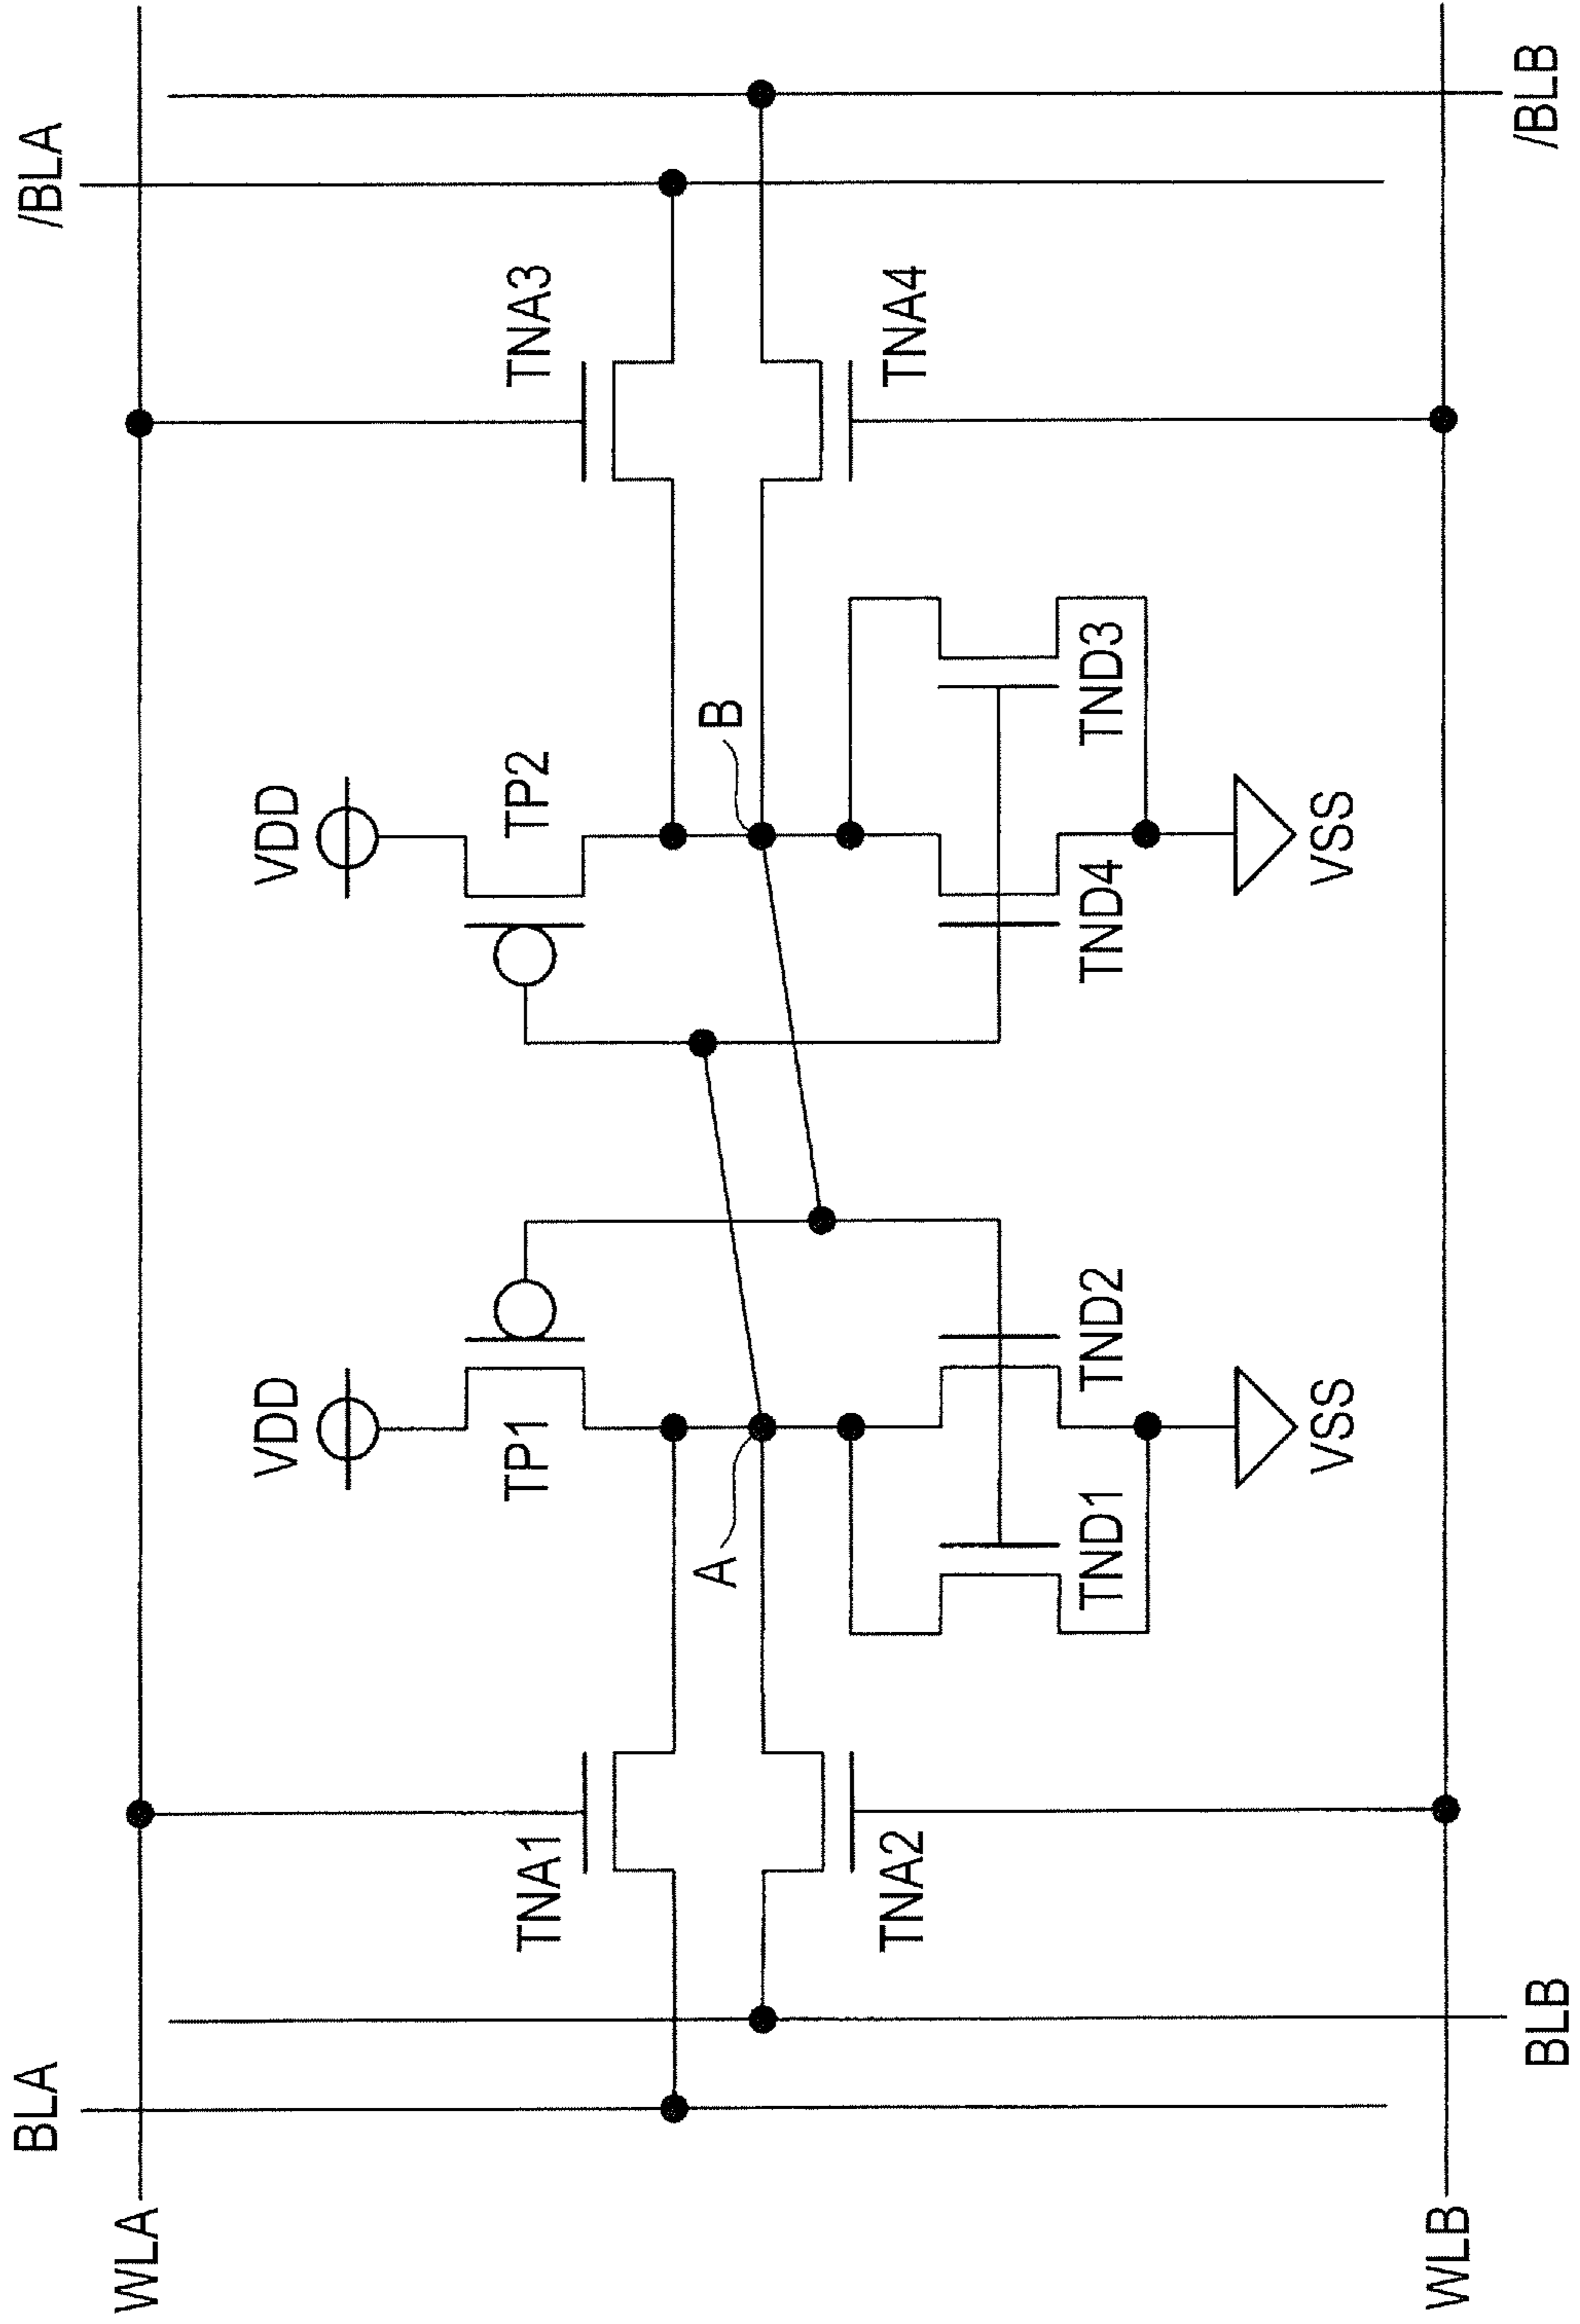 BLA
/BLA
WLA
VDD
VDD
TNA1
TP1
TP2
TNA3
A
B
TNA2
TND1
TND2
TND4
TND3
TNA4
VSS
VSS
WLB
BLB
/BLB